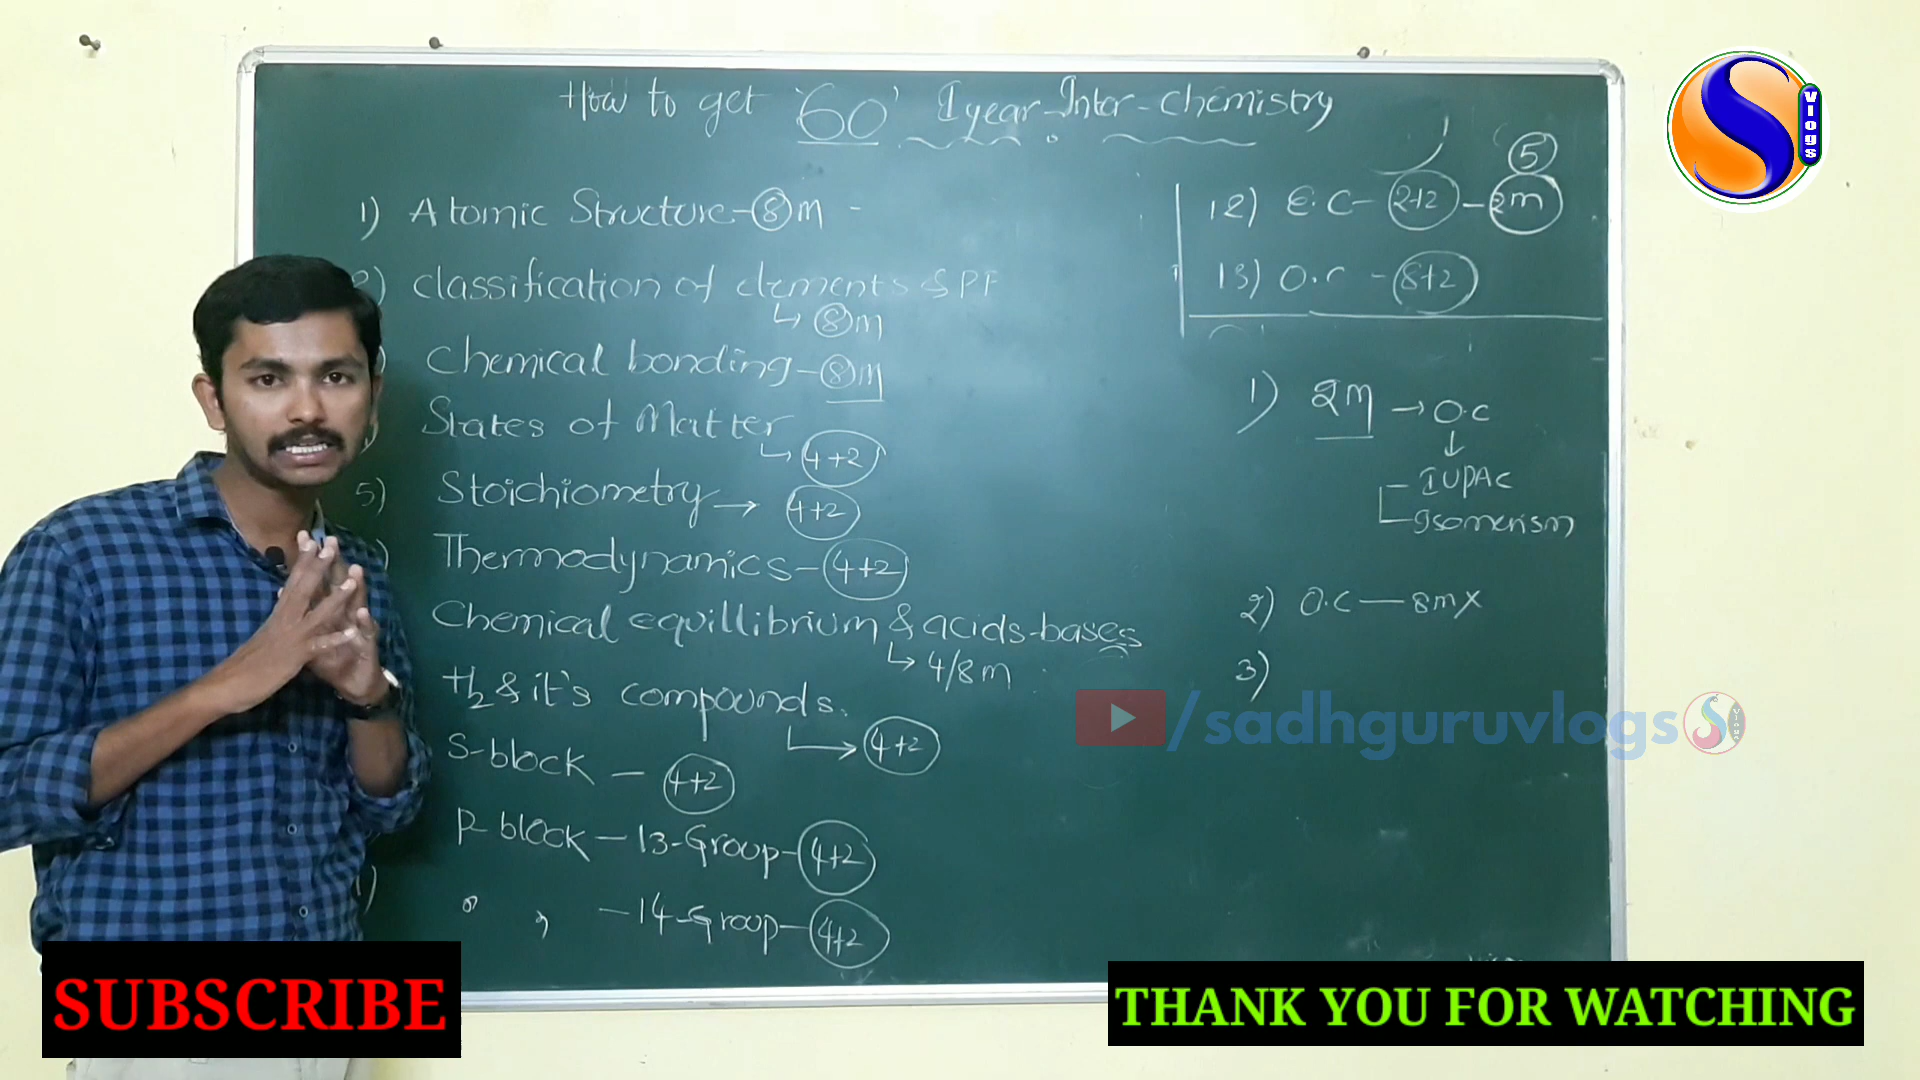 How to get '60' I year Inter-chemistry
1) Atomic Structure-8m -
2) classification of elements & PF
↳ 8m
) Chemical bonding-8m
States of Matter
↳ 4+2
5) Stoichiometry → 4+2
) Thermodynamics-4+2
Chemical equillibrium & acids-bases
↳ 4/8m
H2 & it's compounds.
→ 4+2
S-block - 4+2
P-block - 13-Group-4+2
1) " " -14-Group-4+2
5
12) E.C- 2+2 - 2m
13) O.C - 8+2
1) 2m → O.C
↓
- IUPAC
- Isomerism
2) O.C — 8m X
3)
/sadhguruvlogs
S Vlogs
SUBSCRIBE
THANK YOU FOR WATCHING